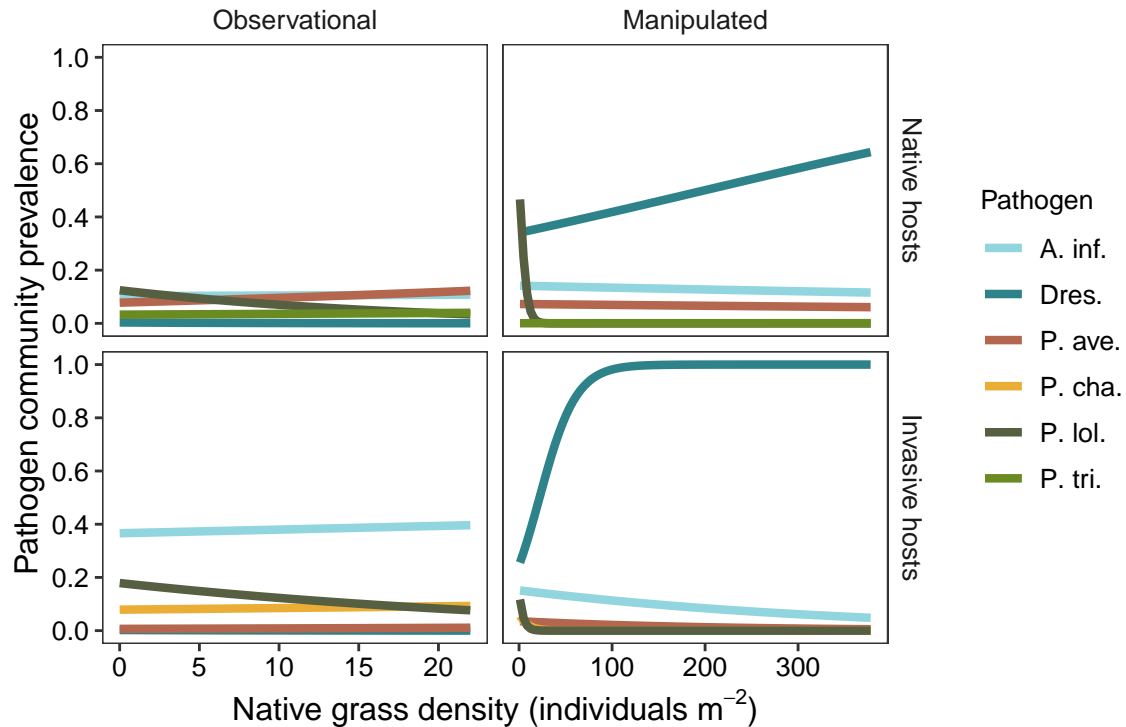 Observational
Manipulated
1.0
0.8
0.6
0.4
0.2
0.0
Native hosts
1.0
0.8
0.6
0.4
0.2
0.0
Invasive hosts
0 5 10 15 20
0 100 200 300
Pathogen community prevalence
Native grass density (individuals m⁻²)
Pathogen
A. inf.
Dres.
P. ave.
P. cha.
P. lol.
P. tri.